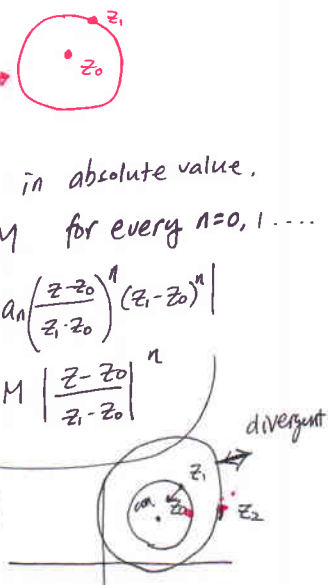 z₁
z₀
in absolute value.
M for every n=0, 1 ....
aₙ((z-z₀)/(z₁-z₀))ⁿ(z₁-z₀)ⁿ|
M |(z-z₀)/(z₁-z₀)|ⁿ
divergent
z₁
z₂